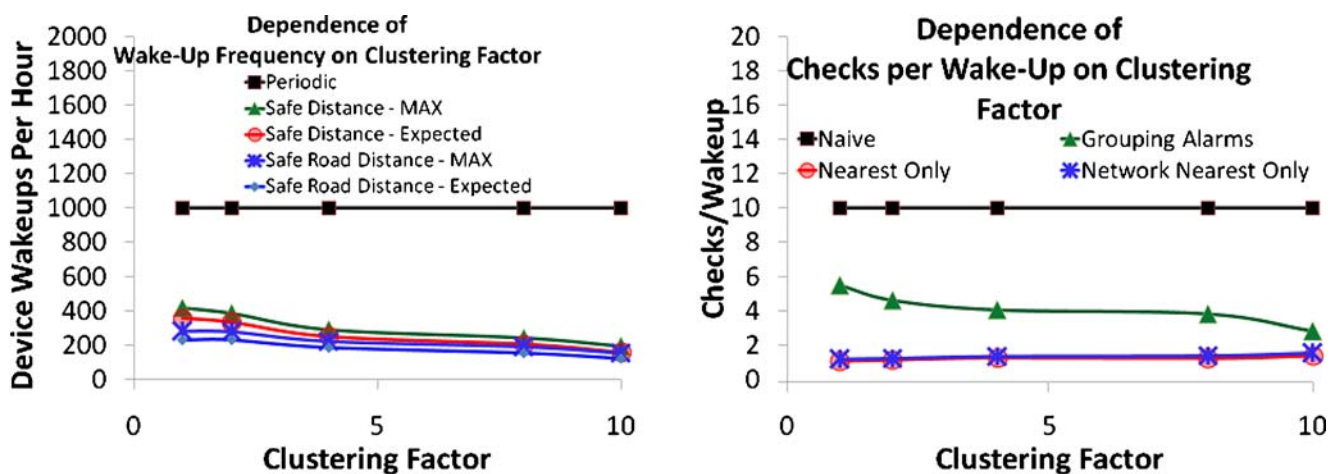 Dependence of
Wake-Up Frequency on Clustering Factor
Periodic
Safe Distance - MAX
Safe Distance - Expected
Safe Road Distance - MAX
Safe Road Distance - Expected
Device Wakeups Per Hour
2000
1800
1600
1400
1200
1000
800
600
400
200
0
0 5 10
Clustering Factor
Dependence of
Checks per Wake-Up on Clustering
Factor
Naive Grouping Alarms
Nearest Only Network Nearest Only
Checks/Wakeup
20
18
16
14
12
10
8
6
4
2
0
0 5 10
Clustering Factor